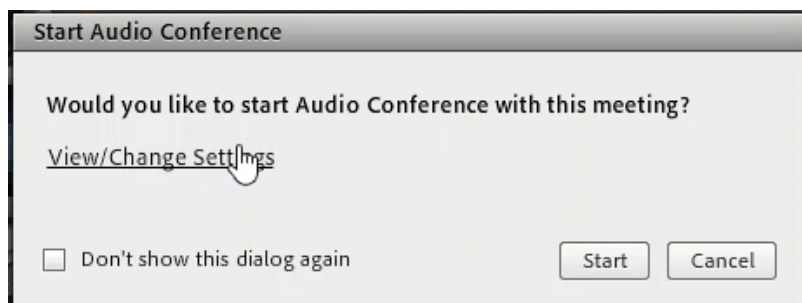 Start Audio Conference
Would you like to start Audio Conference with this meeting?
View/Change Settings
Don't show this dialog again
Start
Cancel